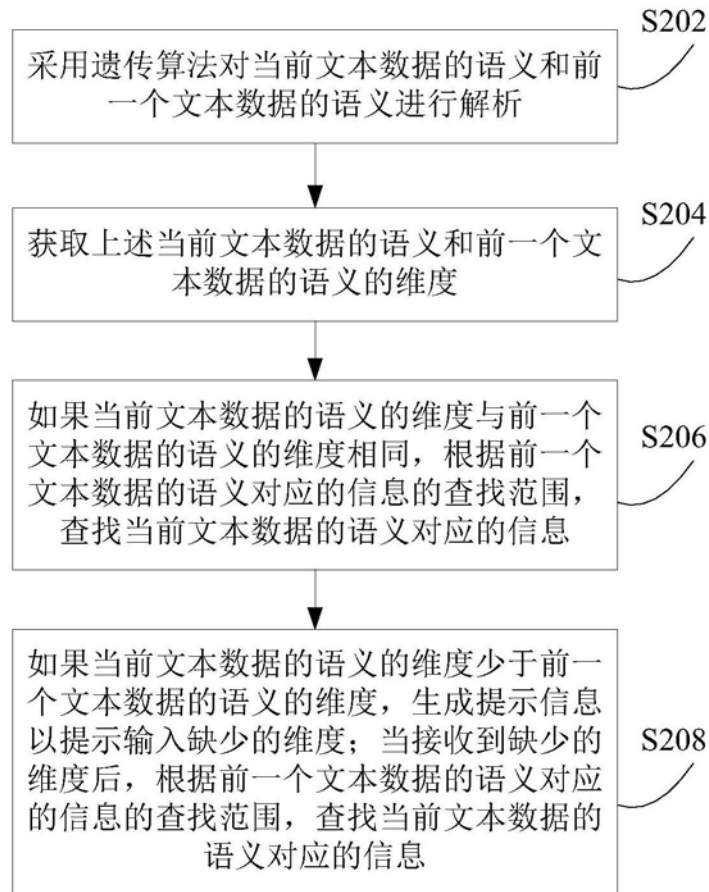 S202
采用遗传算法对当前文本数据的语义和前
一个文本数据的语义进行解析
S204
获取上述当前文本数据的语义和前一个文
本数据的语义的维度
S206
如果当前文本数据的语义的维度与前一个
文本数据的语义的维度相同，根据前一个
文本数据的语义对应的信息的查找范围，
查找当前文本数据的语义对应的信息
S208
如果当前文本数据的语义的维度少于前一
个文本数据的语义的维度，生成提示信息
以提示输入缺少的维度；当接收到缺少的
维度后，根据前一个文本数据的语义对应
的信息的查找范围，查找当前文本数据的
语义对应的信息